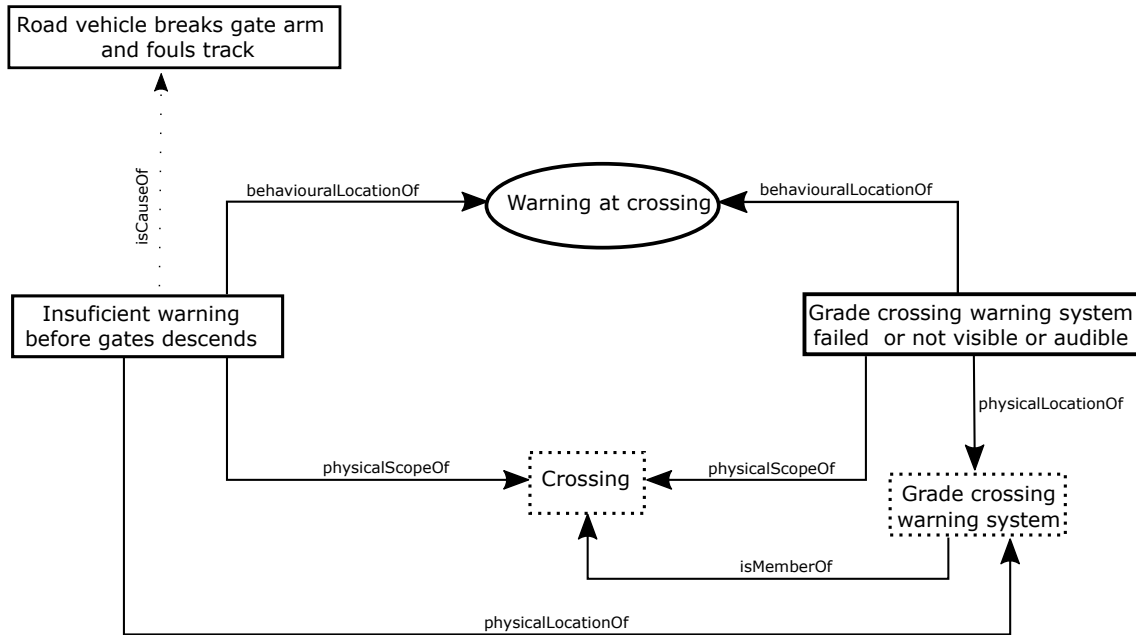 Road vehicle breaks gate arm
and fouls track
isCauseOf
behaviouralLocationOf
Warning at crossing
behaviouralLocationOf
Insuficient warning
before gates descends
Grade crossing warning system
failed or not visible or audible
physicalLocationOf
physicalScopeOf
Crossing
physicalScopeOf
Grade crossing
warning system
isMemberOf
physicalLocationOf